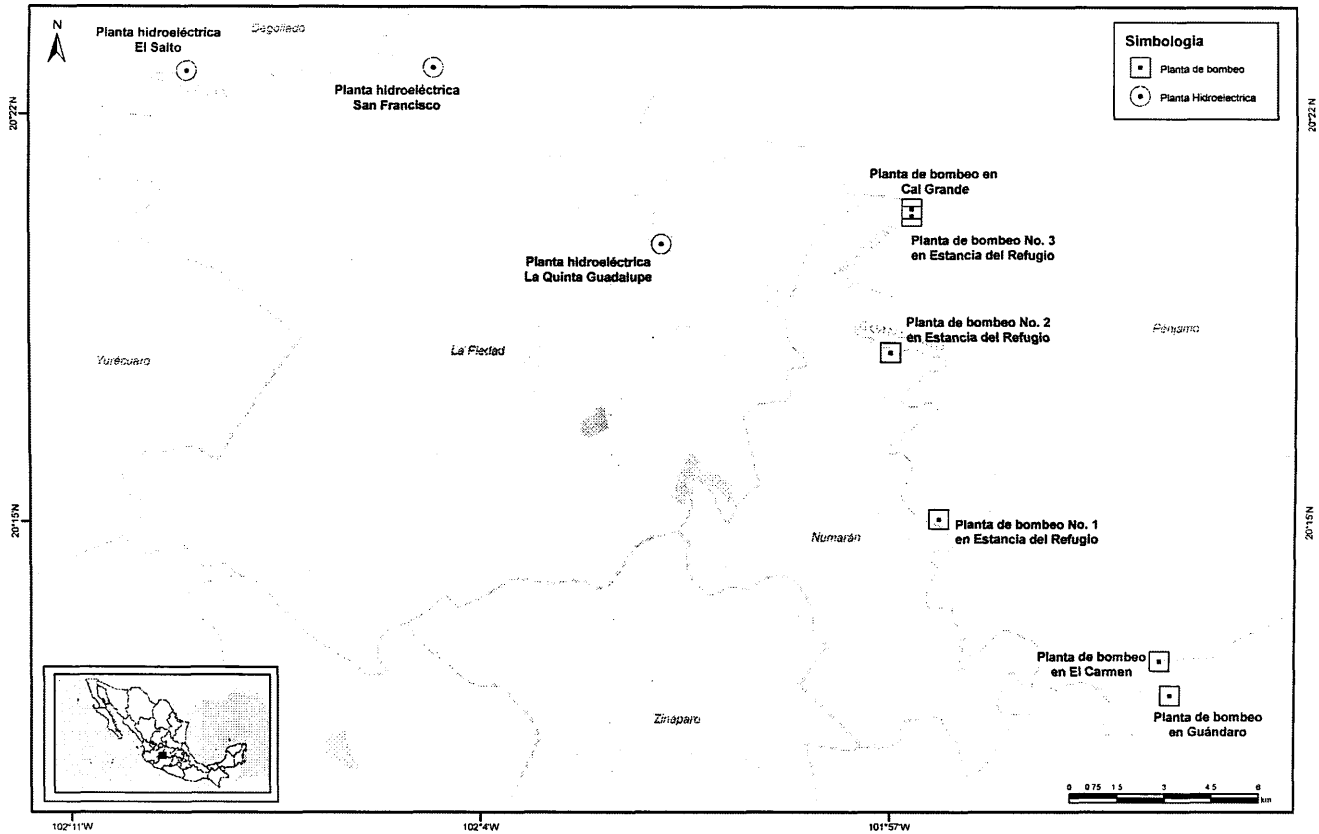 N
Planta hidroeléctrica
El Salto
Degollado
Planta hidroeléctrica
San Francisco
Simbologia
Planta de bombeo
Planta Hidroelectrica
20°22'N
20°22'N
Planta de bombeo en
Cal Grande
Planta de bombeo No. 3
en Estancia del Refugio
Planta hidroeléctrica
La Quinta Guadalupe
Planta de bombeo No. 2
en Estancia del Refugio
Pénjamo
Yurécuaro
La Piedad
20°15'N
20°15'N
Planta de bombeo No. 1
en Estancia del Refugio
Numarán
Planta de bombeo
en El Carmen
Planta de bombeo
en Guándaro
Zináparo
0 0.75 1.5 3 4.5 6
km
102°11'W
102°4'W
101°57'W